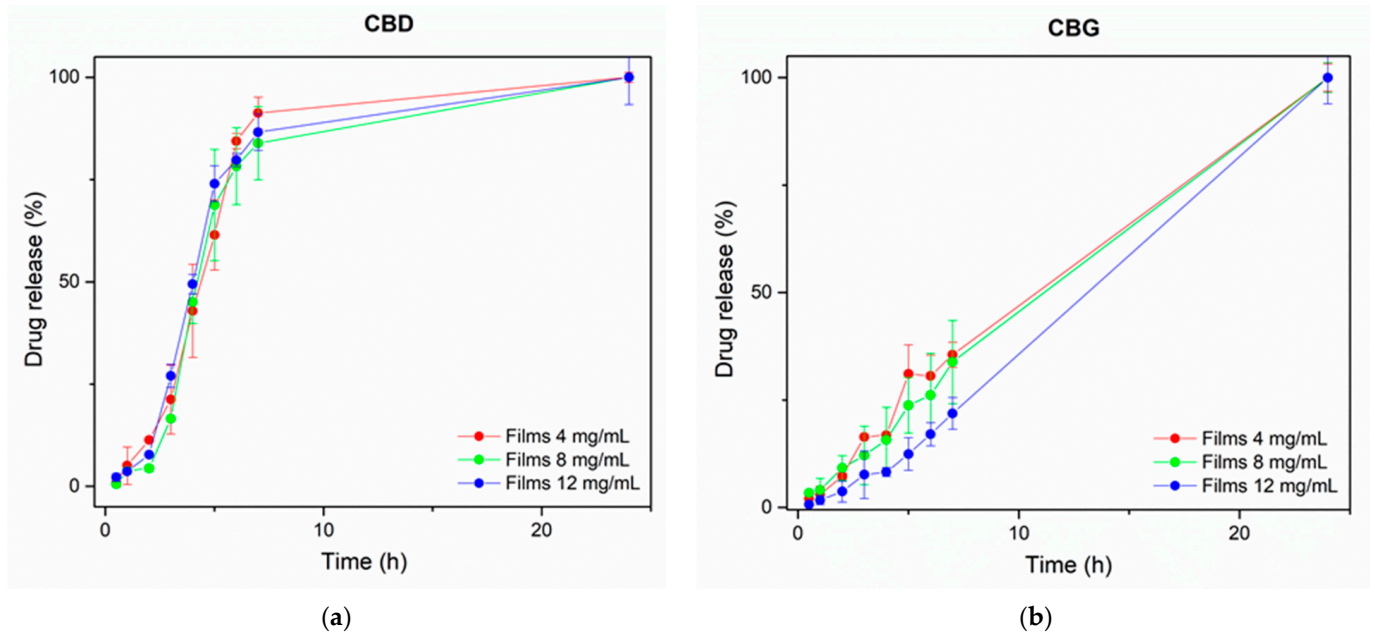 CBD
Drug release (%)
100
50
0
Films 4 mg/mL
Films 8 mg/mL
Films 12 mg/mL
0
10
20
Time (h)
(a)
CBG
Drug release (%)
100
50
0
Films 4 mg/mL
Films 8 mg/mL
Films 12 mg/mL
0
10
20
Time (h)
(b)